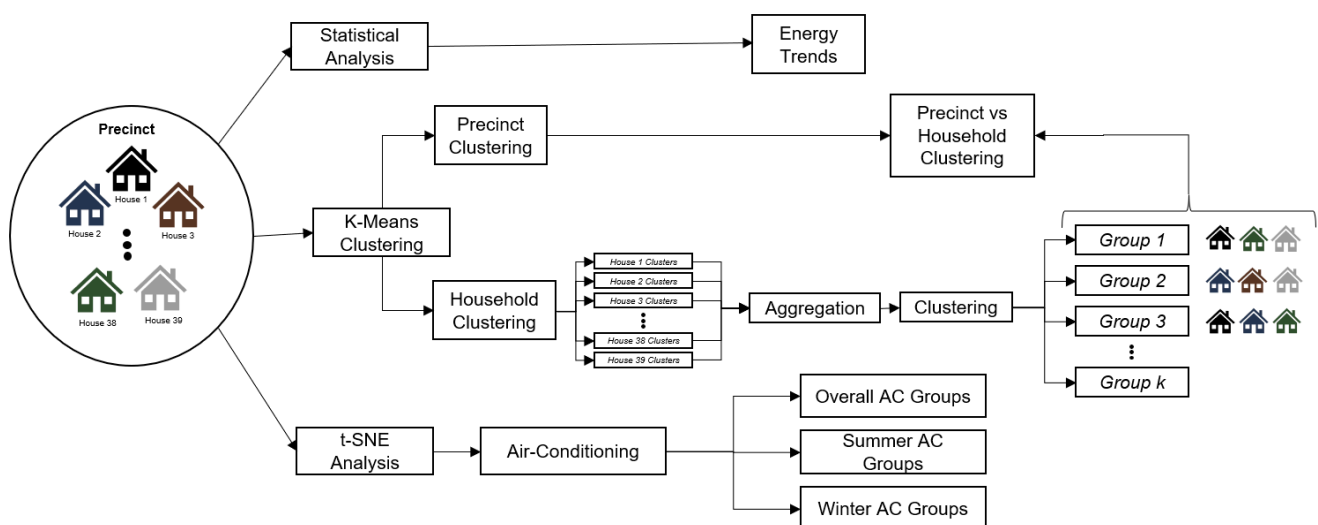 Statistical
Analysis
Energy
Trends
Precinct
House 1
House 2
House 3
House 38
House 39
K-Means
Clustering
Precinct
Clustering
Precinct vs
Household
Clustering
Household
Clustering
House 1 Clusters
House 2 Clusters
House 3 Clusters
House 38 Clusters
House 39 Clusters
Aggregation
Clustering
Group 1
Group 2
Group 3
Group k
t-SNE
Analysis
Air-Conditioning
Overall AC Groups
Summer AC
Groups
Winter AC Groups